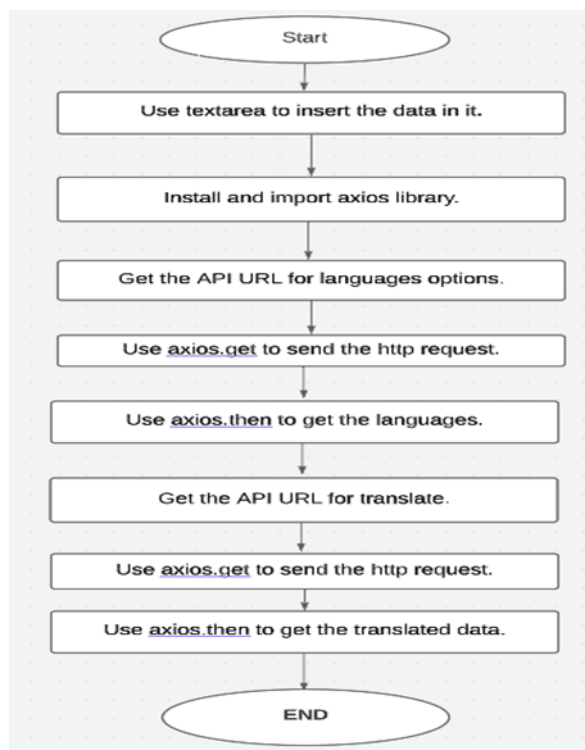 Start
Use textarea to insert the data in it.
Install and import axios library.
Get the API URL for languages options.
Use axios.get to send the http request.
Use axios.then to get the languages.
Get the API URL for translate.
Use axios.get to send the http request.
Use axios.then to get the translated data.
END